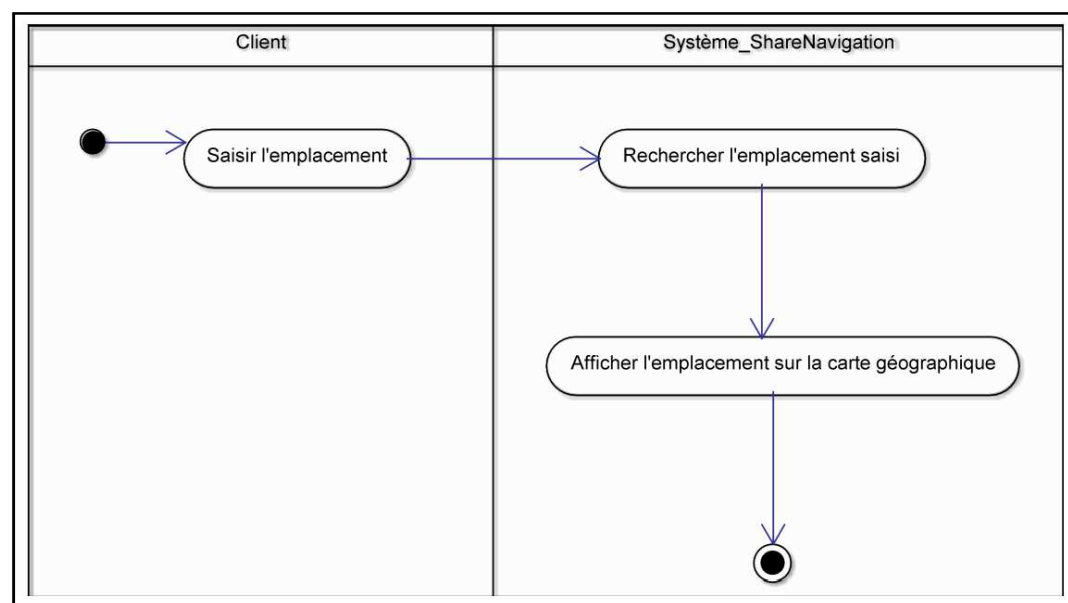 Client
Système_ShareNavigation
Saisir l'emplacement
Rechercher l'emplacement saisi
Afficher l'emplacement sur la carte géographique